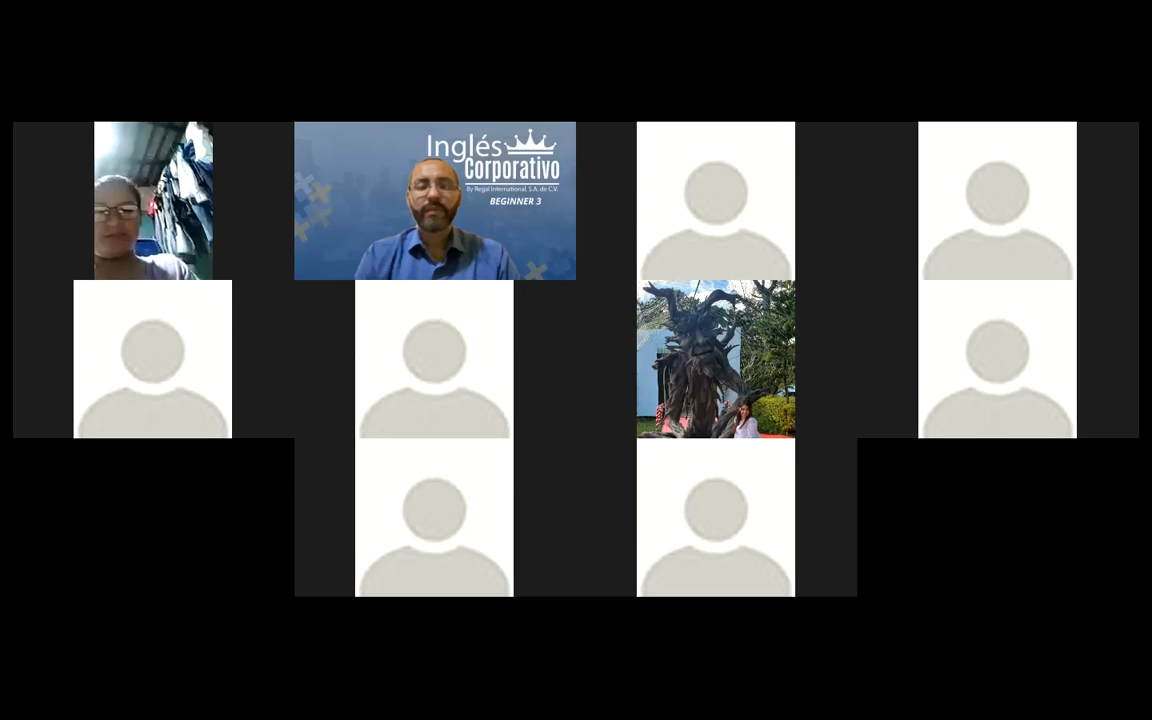 Inglés
Corporativo
By Regal International, S.A. de C.V.
BEGINNER 3